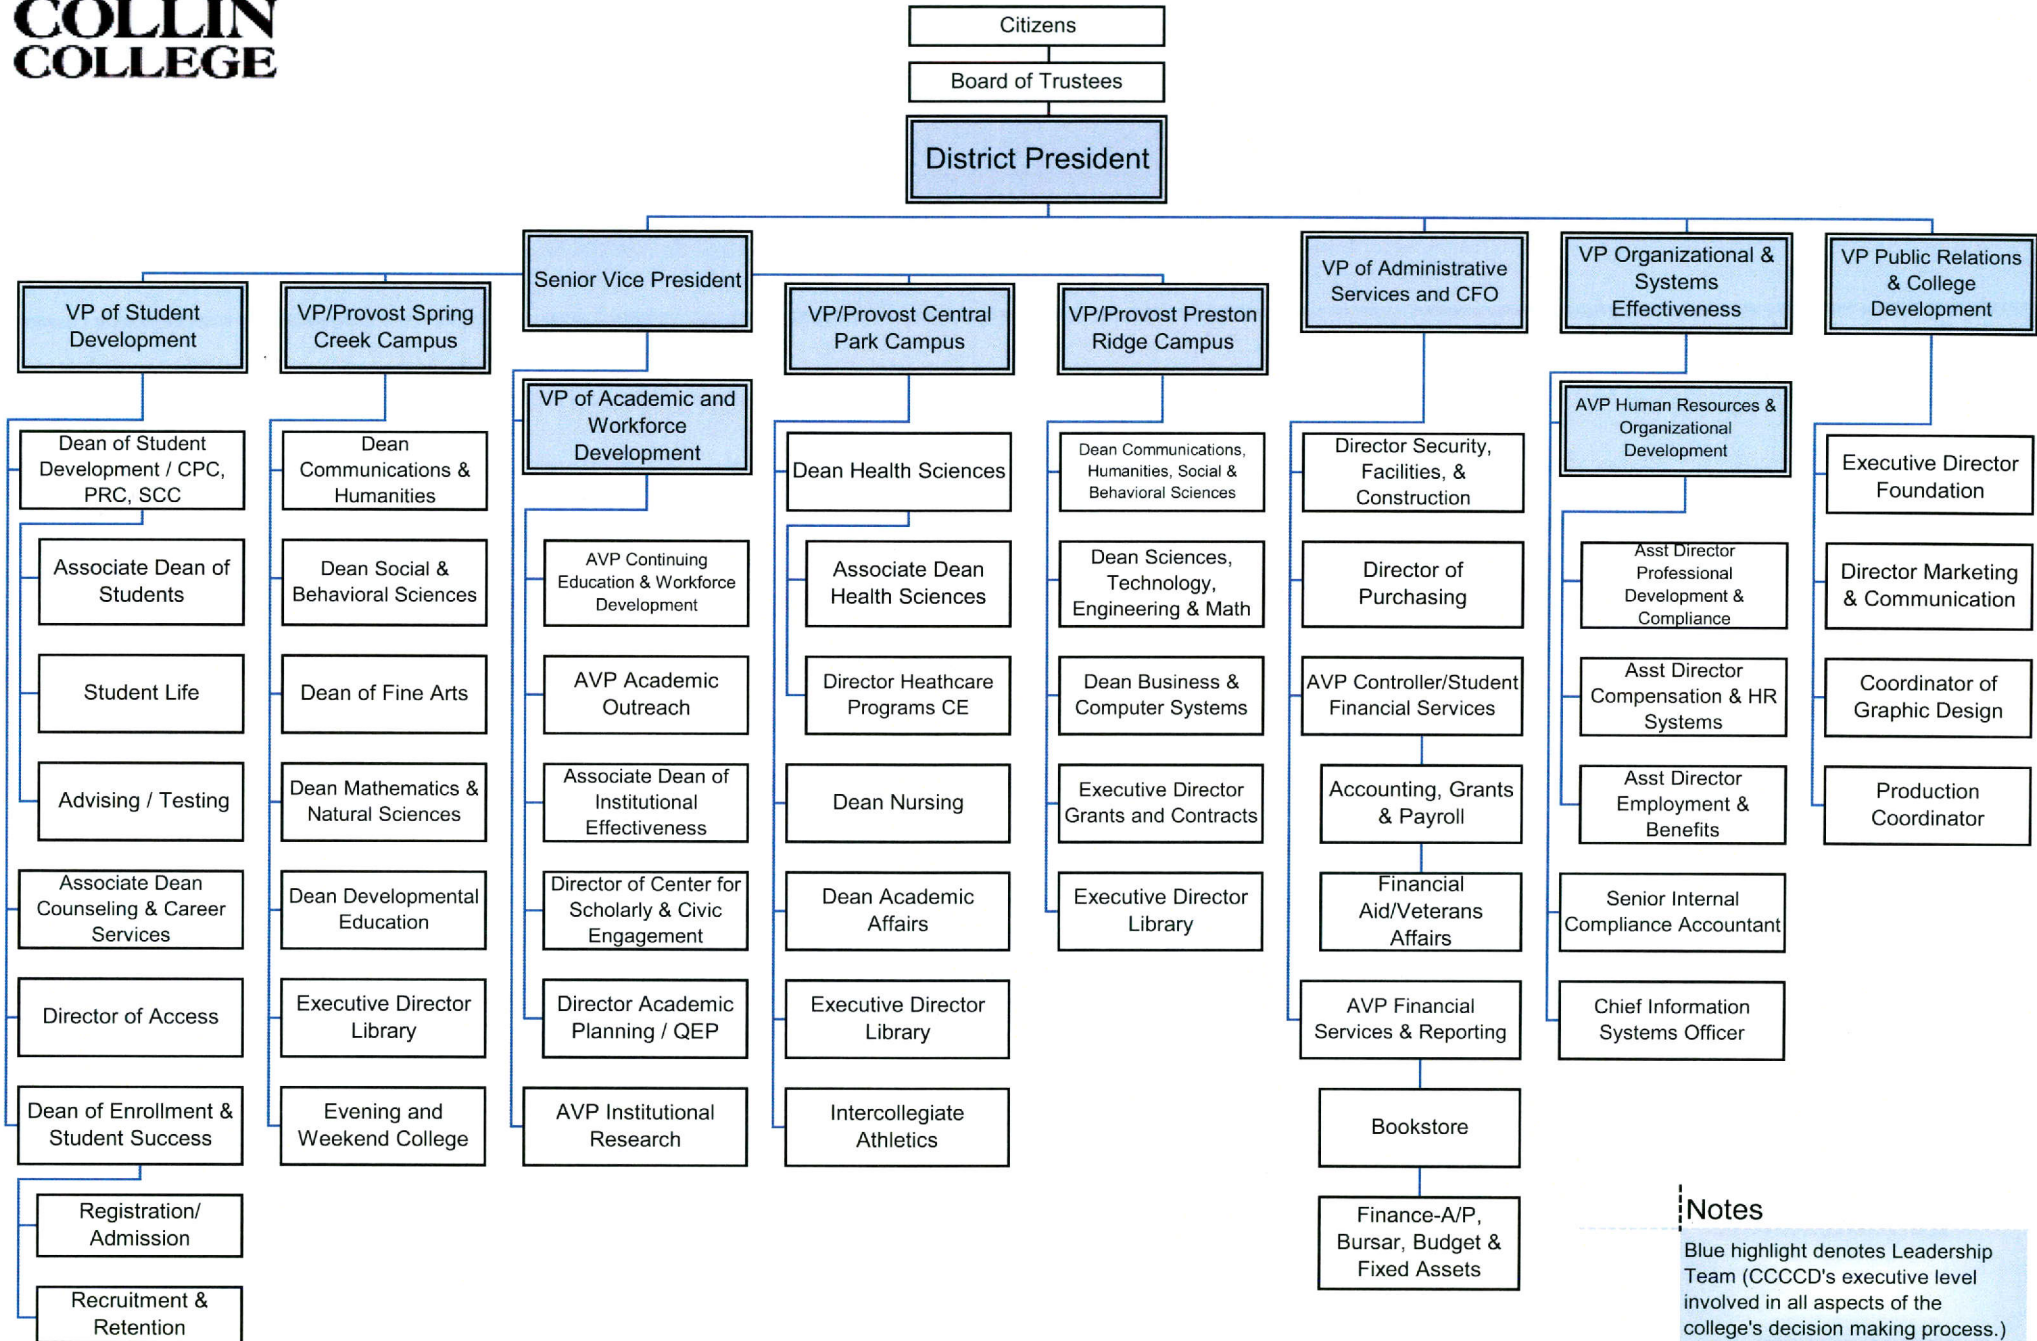 COLLIN
COLLEGE
Citizens
Board of Trustees
District President
Senior Vice President
VP of Administrative
Services and CFO
VP Organizational &
Systems
Effectiveness
VP Public Relations
& College
Development
VP of Student
Development
VP/Provost Spring
Creek Campus
VP/Provost Central
Park Campus
VP/Provost Preston
Ridge Campus
VP of Academic and
Workforce
Development
AVP Human Resources &
Organizational
Development
Dean of Student
Development / CPC,
PRC, SCC
Associate Dean of
Students
Student Life
Advising / Testing
Associate Dean
Counseling & Career
Services
Director of Access
Dean of Enrollment &
Student Success
Registration/
Admission
Recruitment &
Retention
Dean
Communications &
Humanities
Dean Social &
Behavioral Sciences
Dean of Fine Arts
Dean Mathematics &
Natural Sciences
Dean Developmental
Education
Executive Director
Library
Evening and
Weekend College
AVP Continuing
Education & Workforce
Development
AVP Academic
Outreach
Associate Dean of
Institutional
Effectiveness
Director of Center for
Scholarly & Civic
Engagement
Director Academic
Planning / QEP
AVP Institutional
Research
Dean Health Sciences
Associate Dean
Health Sciences
Director Heathcare
Programs CE
Dean Nursing
Dean Academic
Affairs
Executive Director
Library
Intercollegiate
Athletics
Dean Communications,
Humanities, Social &
Behavioral Sciences
Dean Sciences,
Technology,
Engineering & Math
Dean Business &
Computer Systems
Executive Director
Grants and Contracts
Executive Director
Library
Director Security,
Facilities, &
Construction
Director of
Purchasing
AVP Controller/Student
Financial Services
Accounting, Grants
& Payroll
Financial
Aid/Veterans
Affairs
AVP Financial
Services & Reporting
Bookstore
Finance-A/P,
Bursar, Budget &
Fixed Assets
Asst Director
Professional
Development &
Compliance
Asst Director
Compensation & HR
Systems
Asst Director
Employment &
Benefits
Senior Internal
Compliance Accountant
Chief Information
Systems Officer
Executive Director
Foundation
Director Marketing
& Communication
Coordinator of
Graphic Design
Production
Coordinator
Notes
Blue highlight denotes Leadership
Team (CCCCD's executive level
involved in all aspects of the
college's decision making process.)